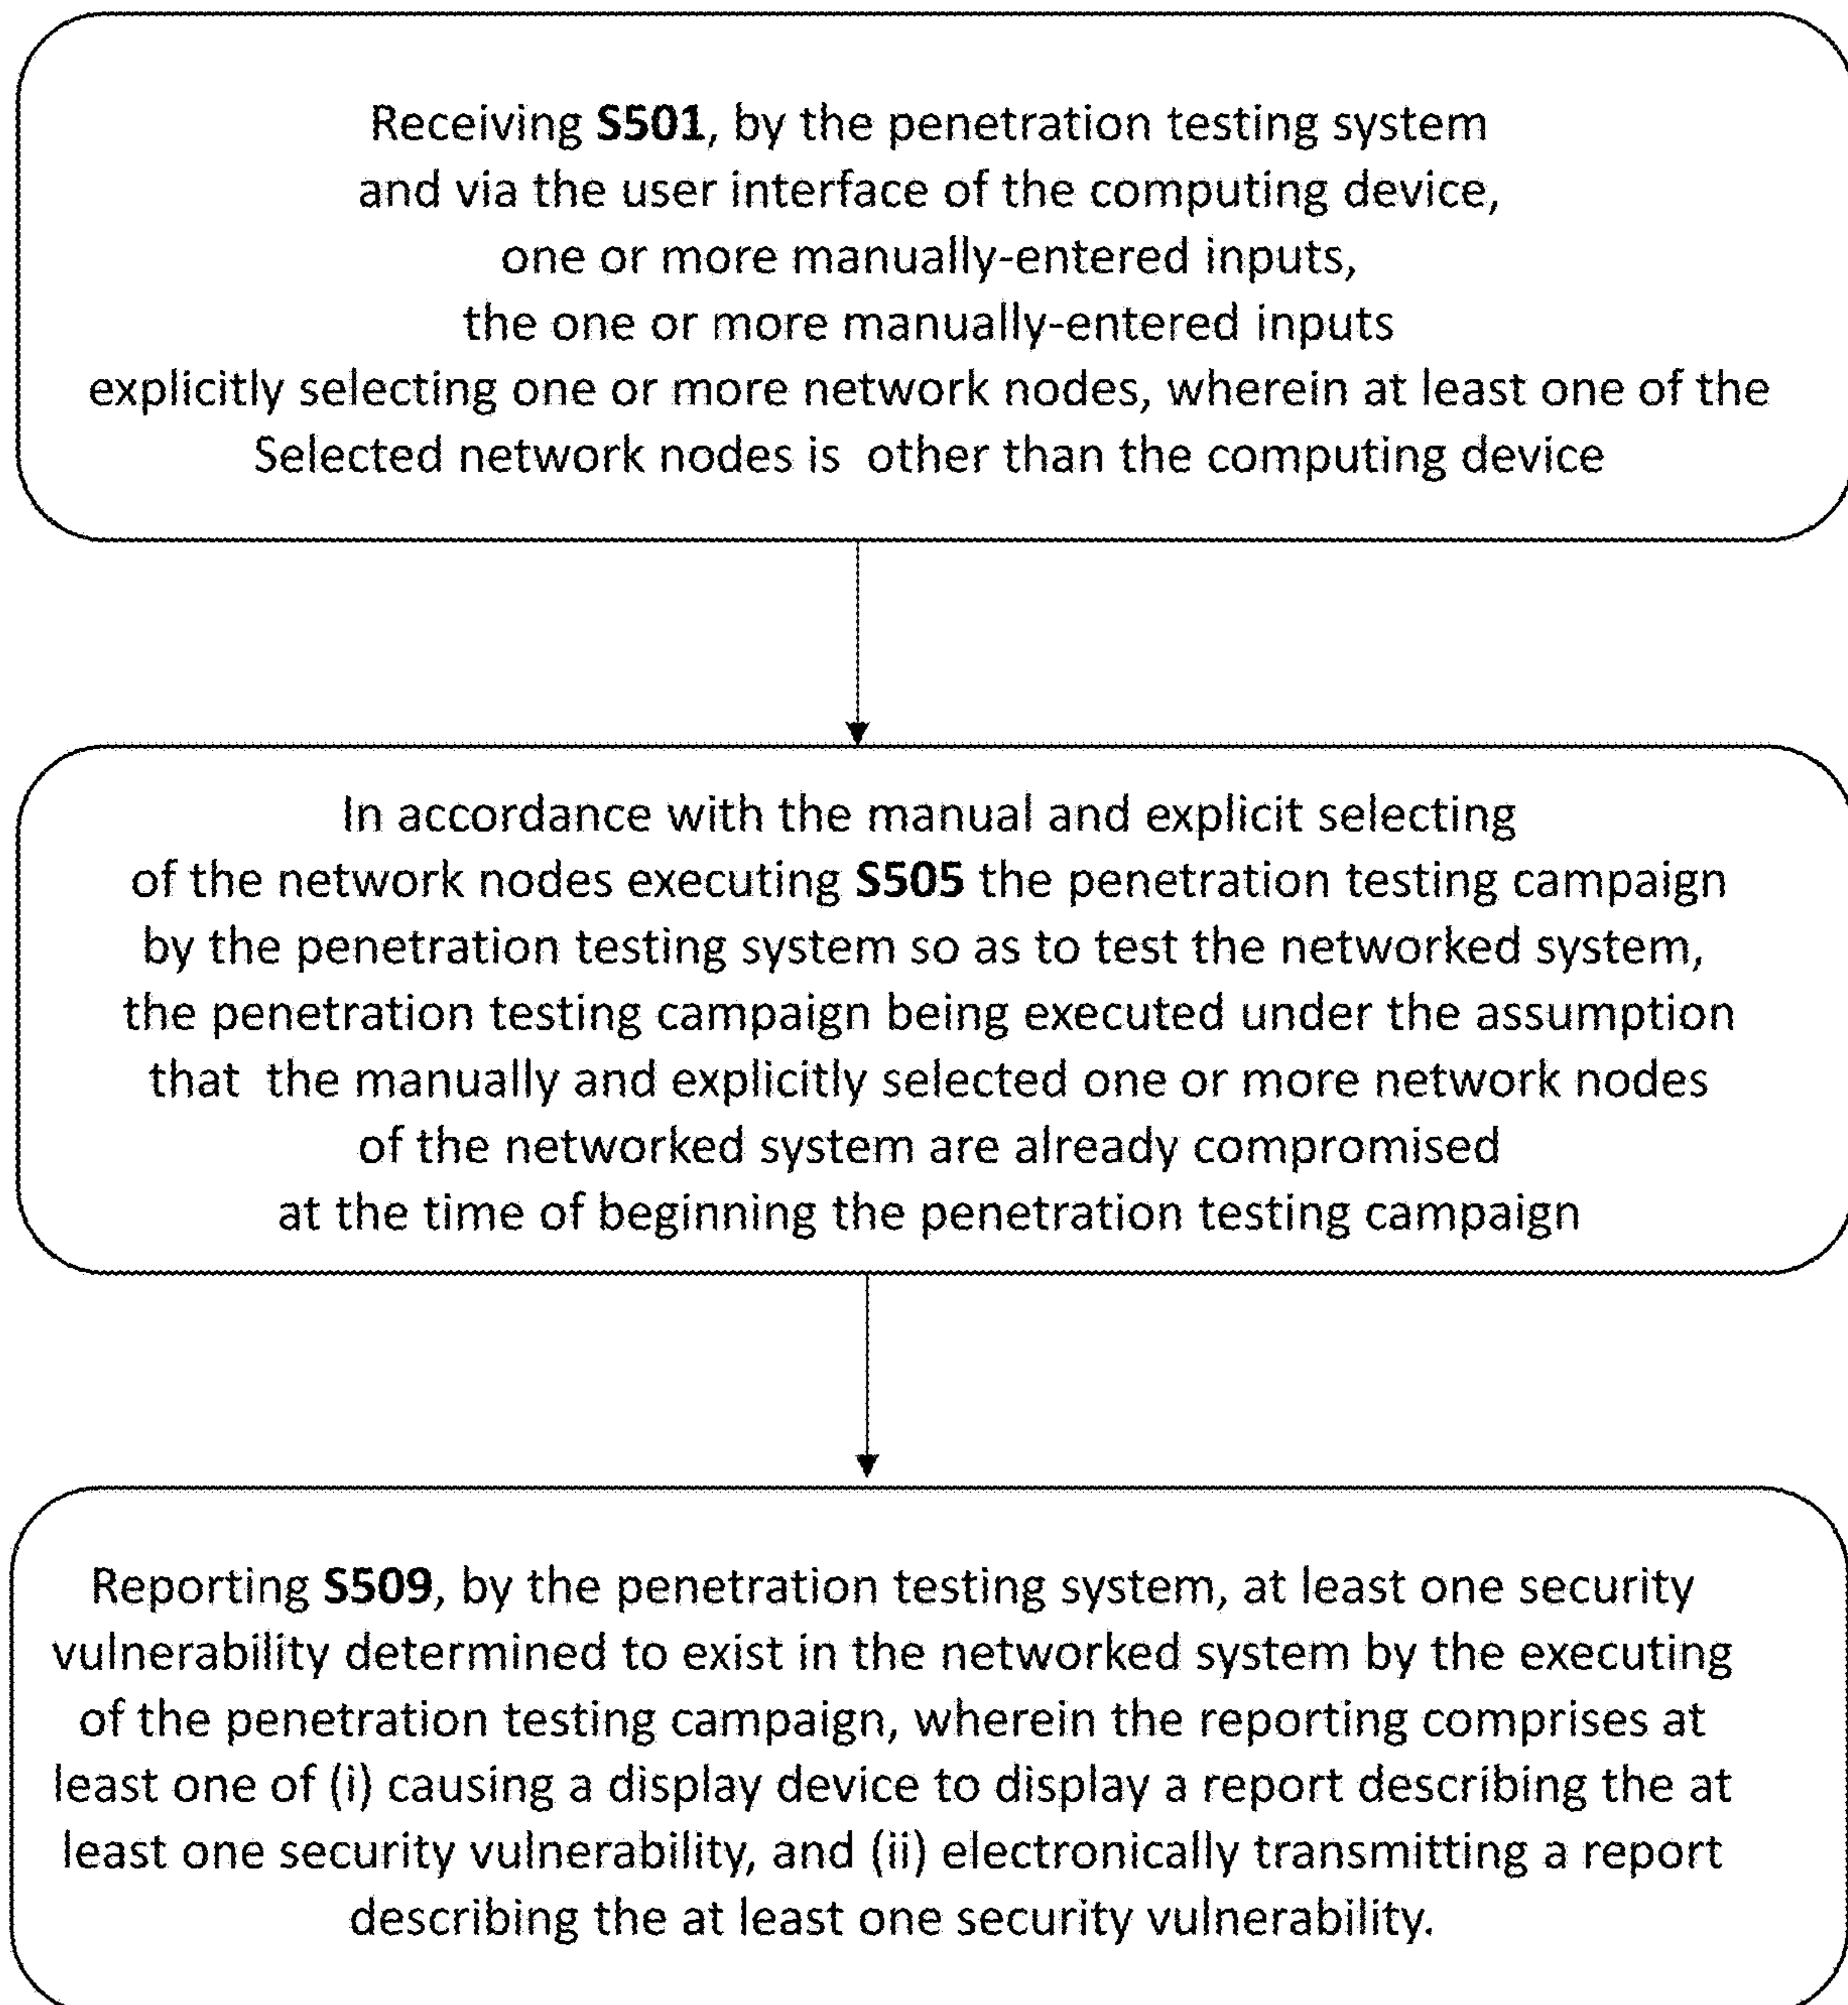 Receiving S501, by the penetration testing system
and via the user interface of the computing device,
one or more manually-entered inputs,
the one or more manually-entered inputs
explicitly selecting one or more network nodes, wherein at least one of the
Selected network nodes is other than the computing device
In accordance with the manual and explicit selecting
of the network nodes executing S505 the penetration testing campaign
by the penetration testing system so as to test the networked system,
the penetration testing campaign being executed under the assumption
that the manually and explicitly selected one or more network nodes
of the networked system are already compromised
at the time of beginning the penetration testing campaign
Reporting S509, by the penetration testing system, at least one security
vulnerability determined to exist in the networked system by the executing
of the penetration testing campaign, wherein the reporting comprises at
least one of (i) causing a display device to display a report describing the at
least one security vulnerability, and (ii) electronically transmitting a report
describing the at least one security vulnerability.